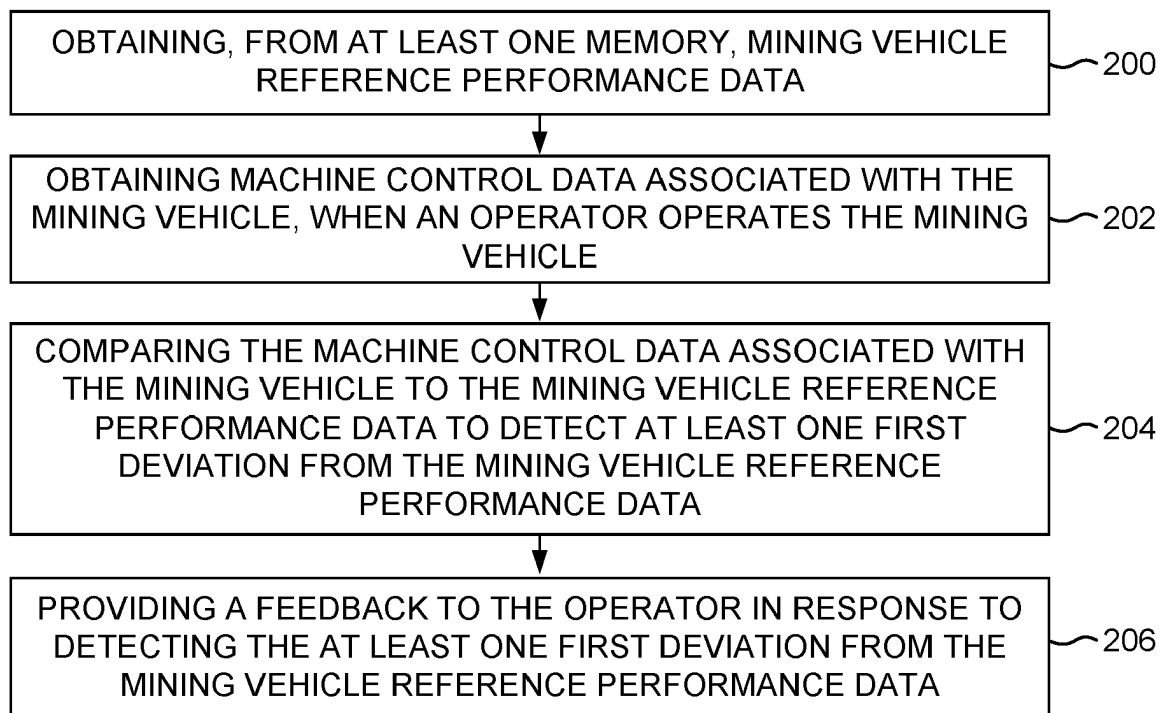 OBTAINING, FROM AT LEAST ONE MEMORY, MINING VEHICLE
REFERENCE PERFORMANCE DATA
200
OBTAINING MACHINE CONTROL DATA ASSOCIATED WITH THE
MINING VEHICLE, WHEN AN OPERATOR OPERATES THE MINING
VEHICLE
202
COMPARING THE MACHINE CONTROL DATA ASSOCIATED WITH
THE MINING VEHICLE TO THE MINING VEHICLE REFERENCE
PERFORMANCE DATA TO DETECT AT LEAST ONE FIRST
DEVIATION FROM THE MINING VEHICLE REFERENCE
PERFORMANCE DATA
204
PROVIDING A FEEDBACK TO THE OPERATOR IN RESPONSE TO
DETECTING THE AT LEAST ONE FIRST DEVIATION FROM THE
MINING VEHICLE REFERENCE PERFORMANCE DATA
206